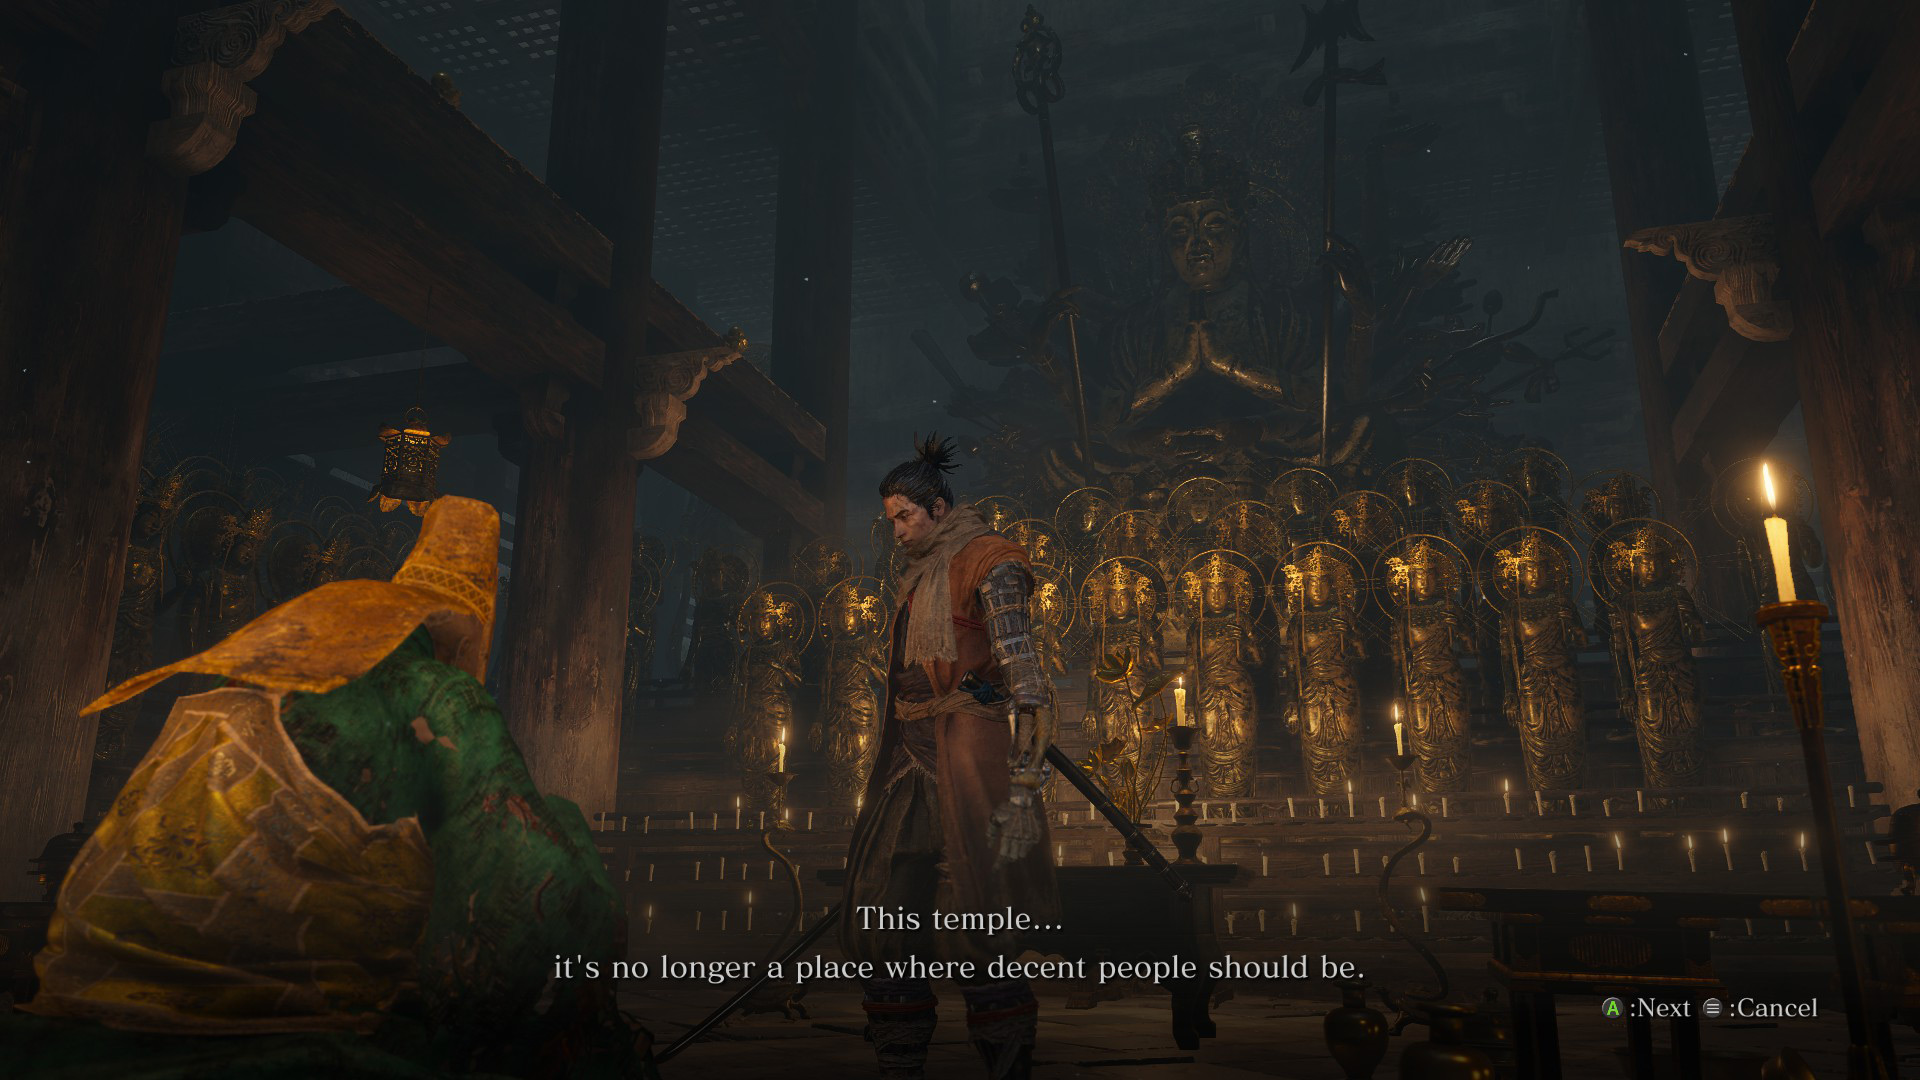 This temple...
it's no longer a place where decent people should be.
A :Next ≡ :Cancel